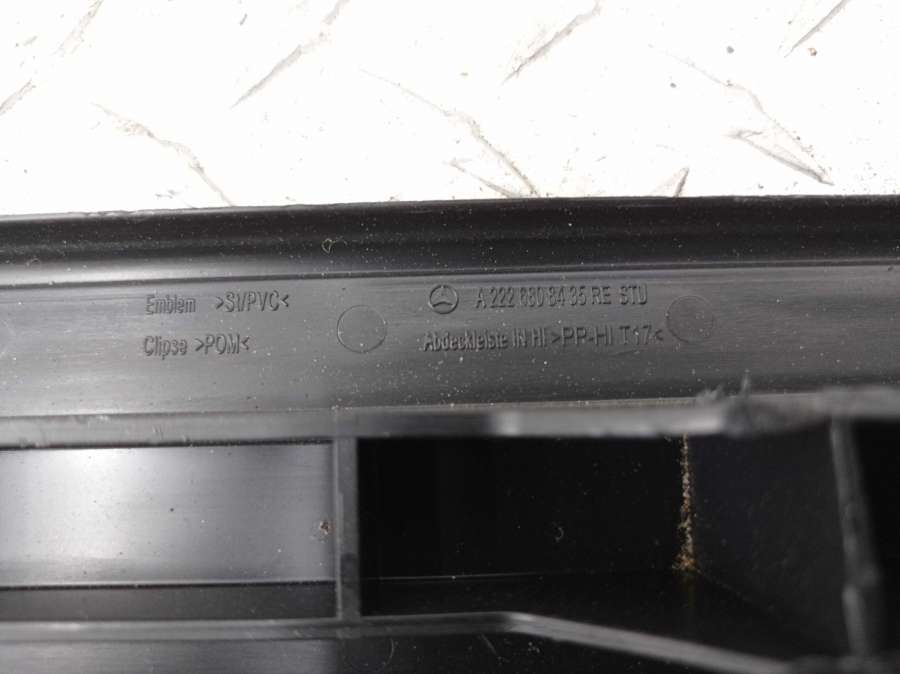 Emblem >St/PVC<
Clipse >POM<
A 222 680 84 35 RE STU
Abdeckleiste IN HI >PP-HI T17<